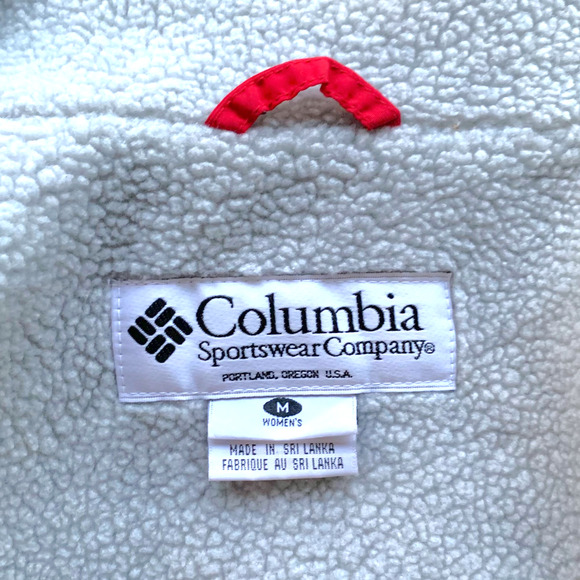 Columbia
Sportswear Company®
PORTLAND, OREGON U.S.A.
M
WOMEN'S
MADE IN SRI LANKA
FABRIQUE AU SRI LANKA